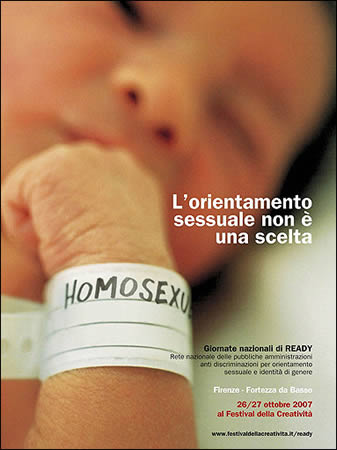 L'orientamento
sessuale non è
una scelta
HOMOSEXU
Giornate nazionali di READY
Rete nazionale delle pubbliche amministrazioni
anti discriminazioni per orientamento
sessuale e identità di genere
Firenze - Fortezza da Basso
26/27 ottobre 2007
al Festival della Creatività
www.festivaldellacreativita.it/ready